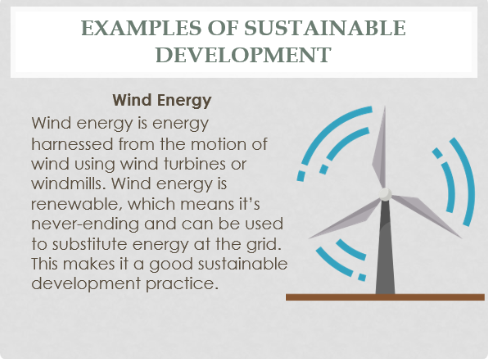 EXAMPLES OF SUSTAINABLE
DEVELOPMENT
Wind Energy
Wind energy is energy
harnessed from the motion of
wind using wind turbines or
windmills. Wind energy is
renewable, which means it's
never-ending and can be used
to substitute energy at the grid.
This makes it a good sustainable
development practice.